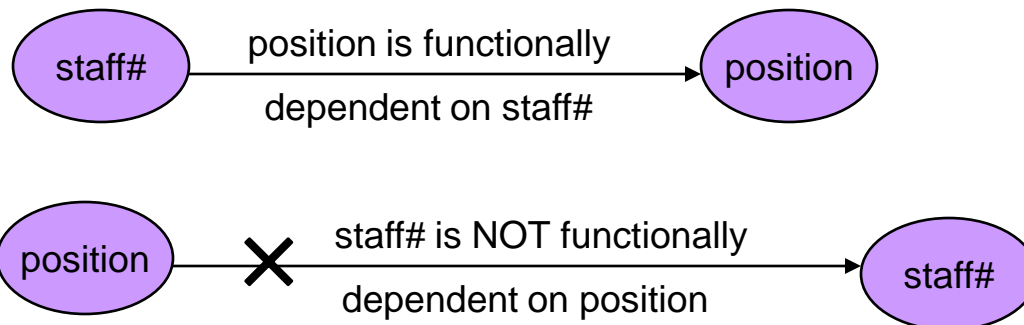 staff#
position is functionally
dependent on staff#
position
position
staff# is NOT functionally
dependent on position
staff#